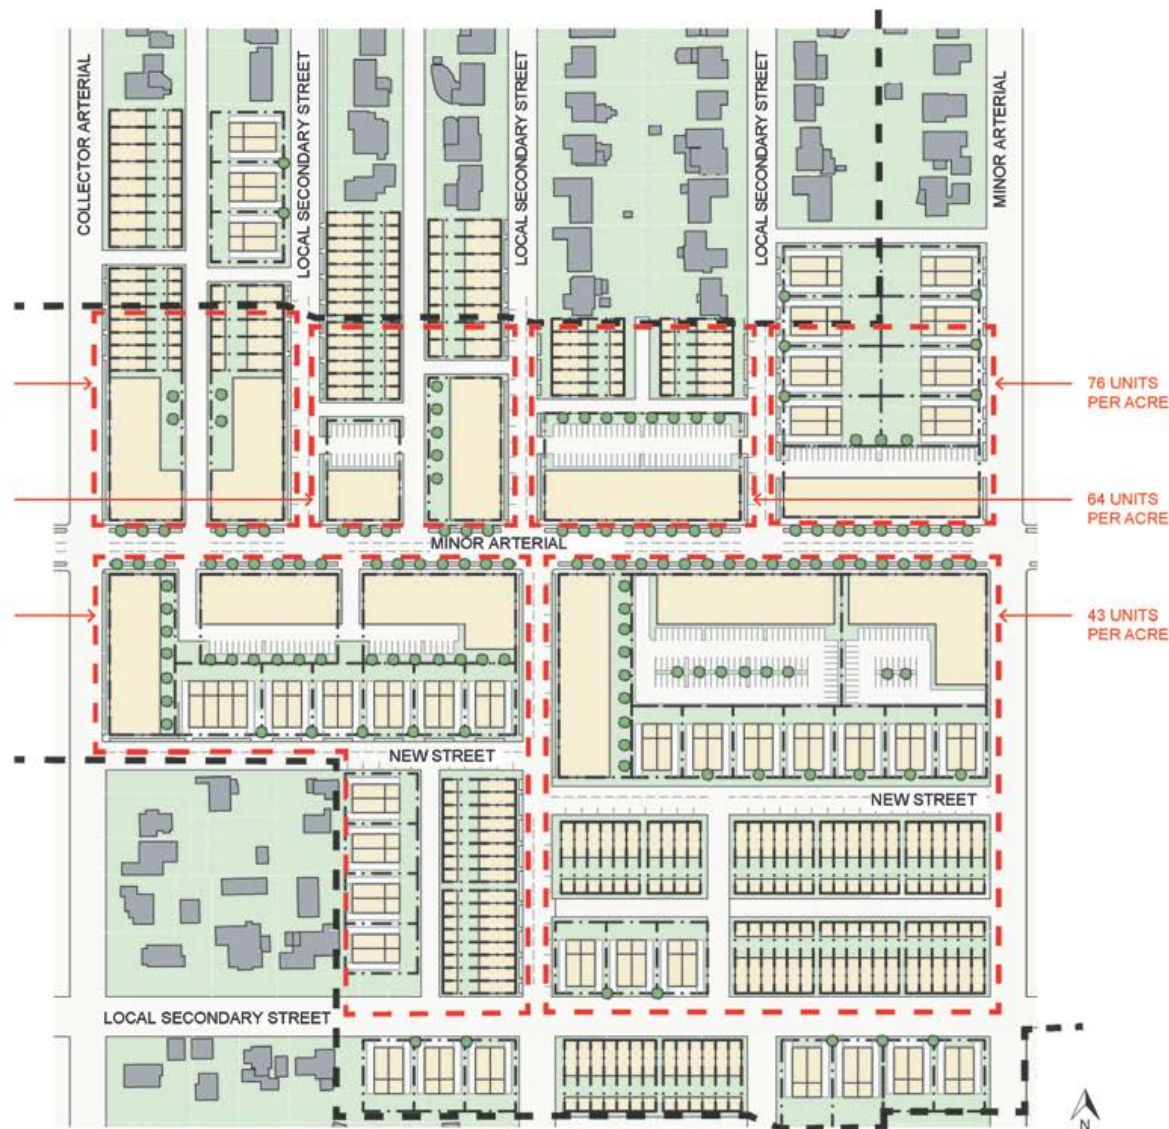 COLLECTOR ARTERIAL
LOCAL SECONDARY STREET
LOCAL SECONDARY STREET
LOCAL SECONDARY STREET
MINOR ARTERIAL
76 UNITS
PER ACRE
64 UNITS
PER ACRE
MINOR ARTERIAL
43 UNITS
PER ACRE
NEW STREET
NEW STREET
LOCAL SECONDARY STREET
N